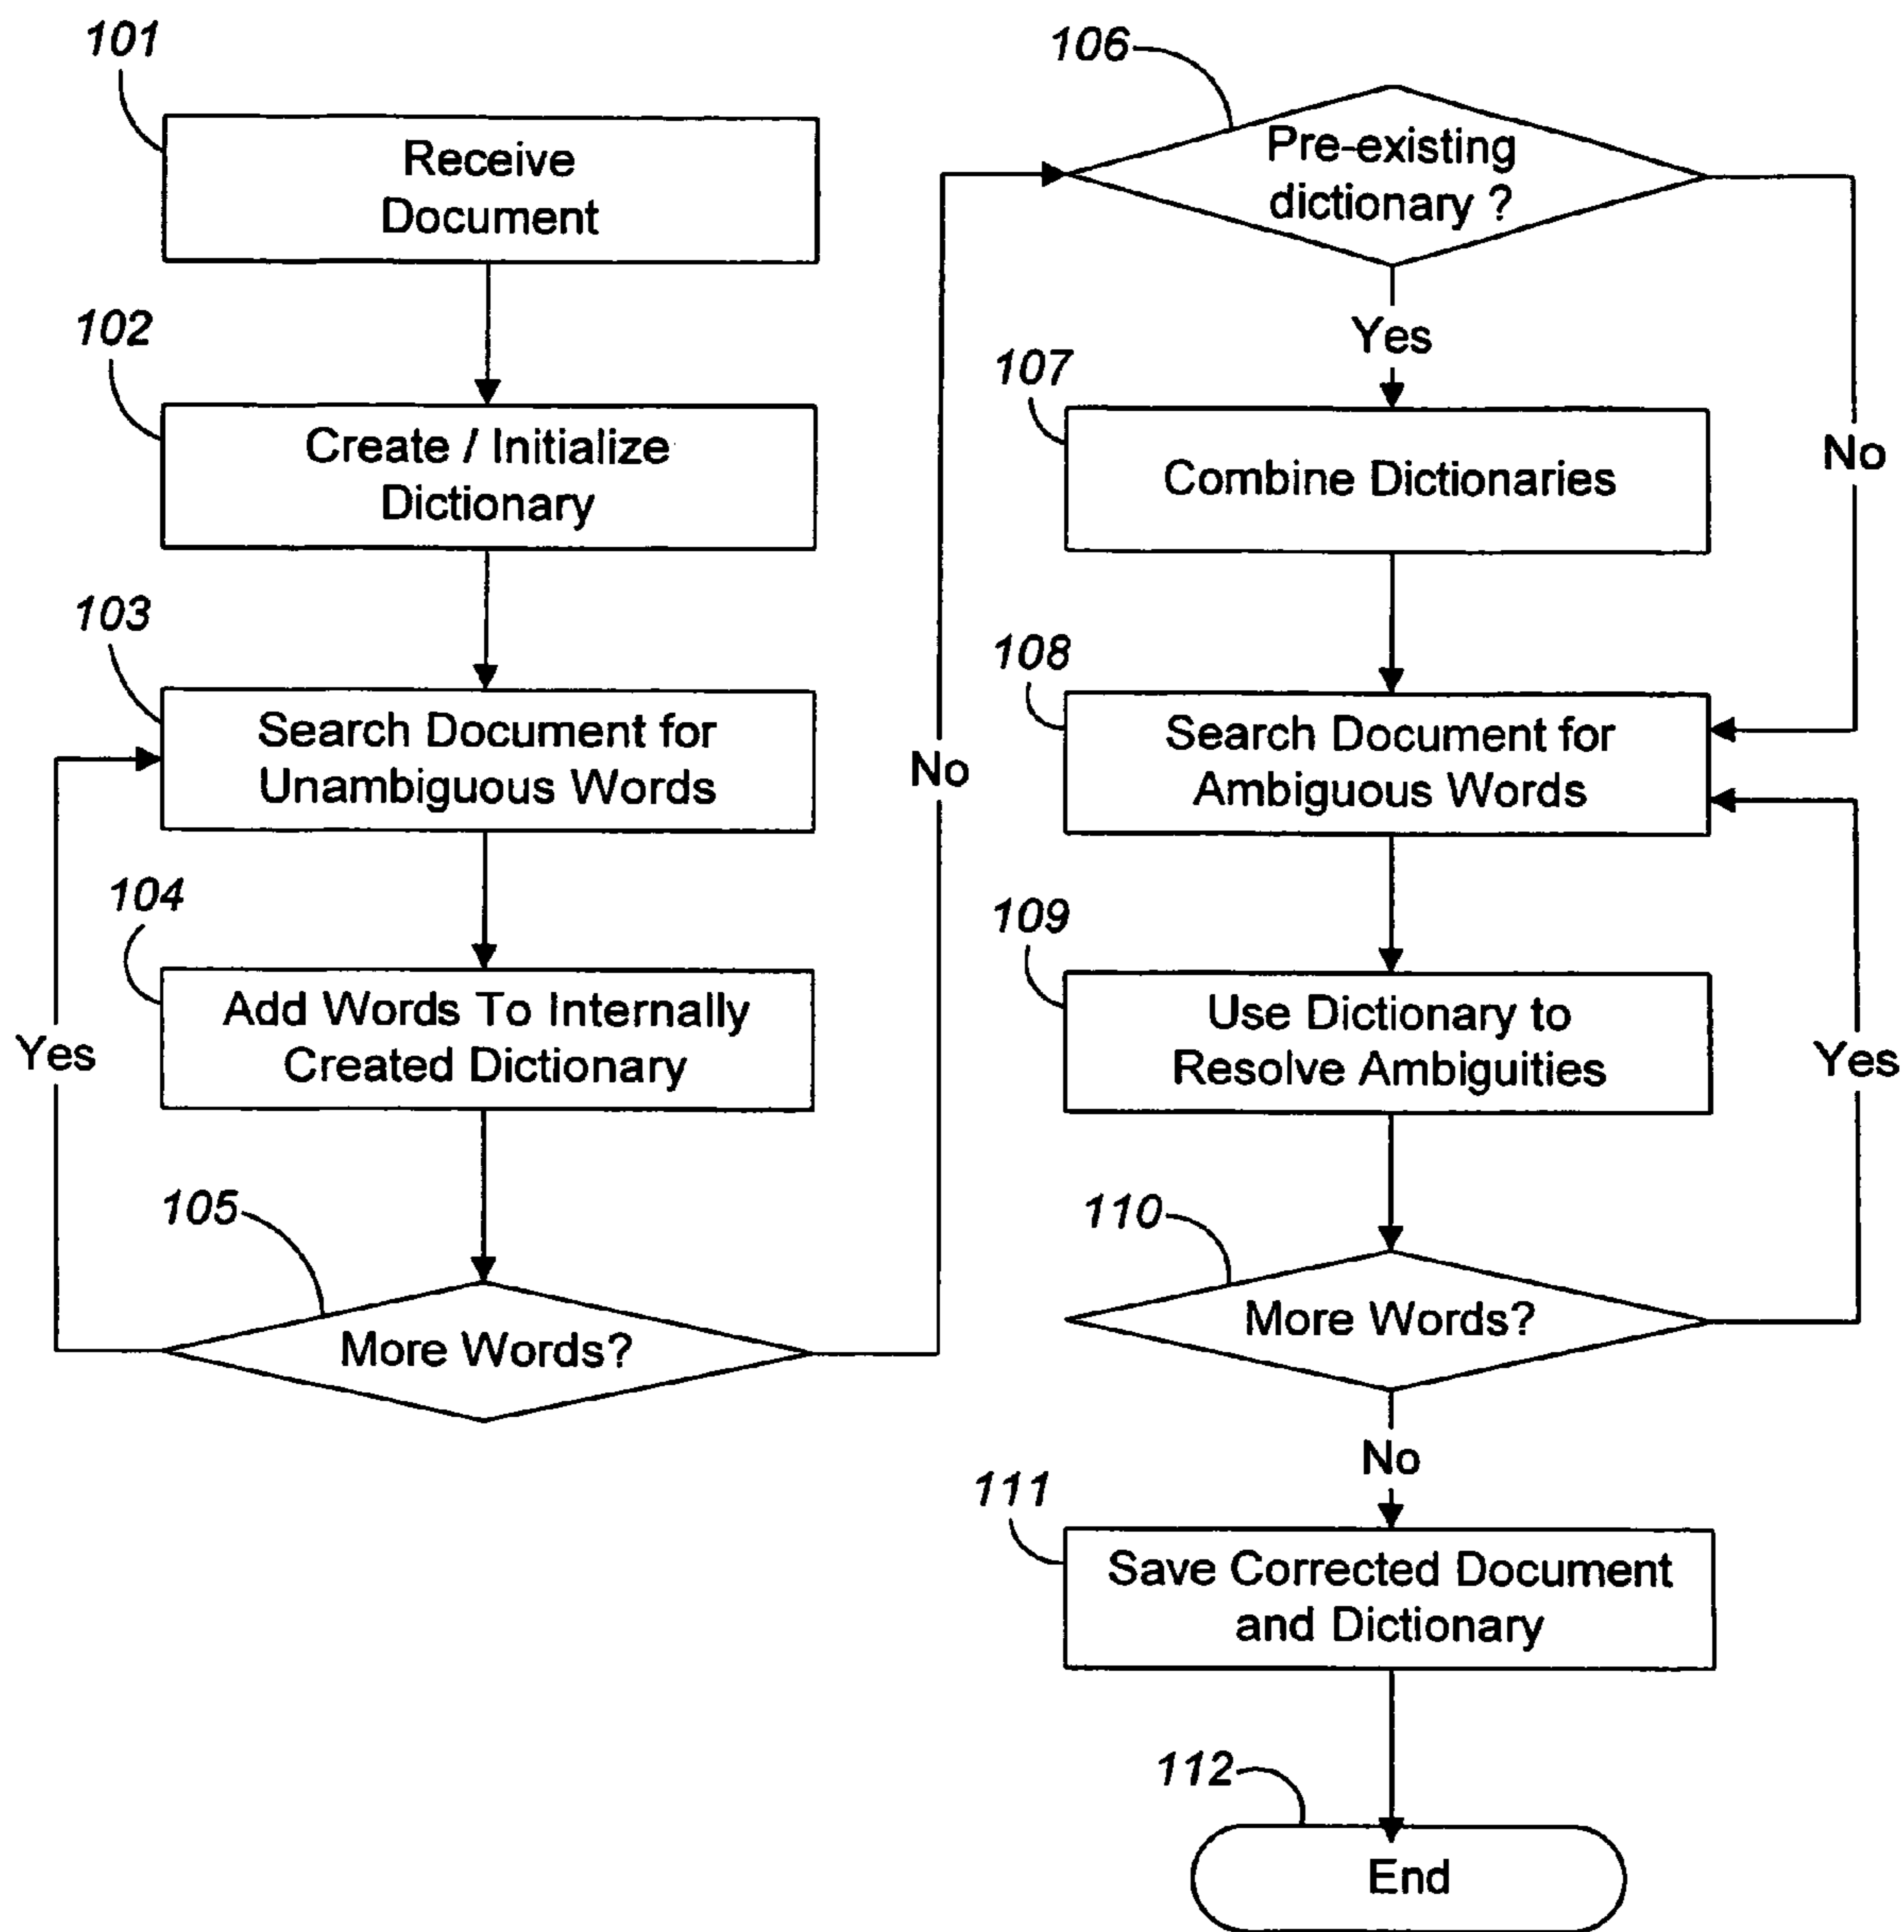 101
Receive
Document
102
Create / Initialize
Dictionary
103
Search Document for
Unambiguous Words
104
Add Words To Internally
Created Dictionary
Yes
105
More Words?
No
106
Pre-existing
dictionary ?
Yes
No
107
Combine Dictionaries
108
Search Document for
Ambiguous Words
109
Use Dictionary to
Resolve Ambiguities
Yes
110
More Words?
No
111
Save Corrected Document
and Dictionary
112
End